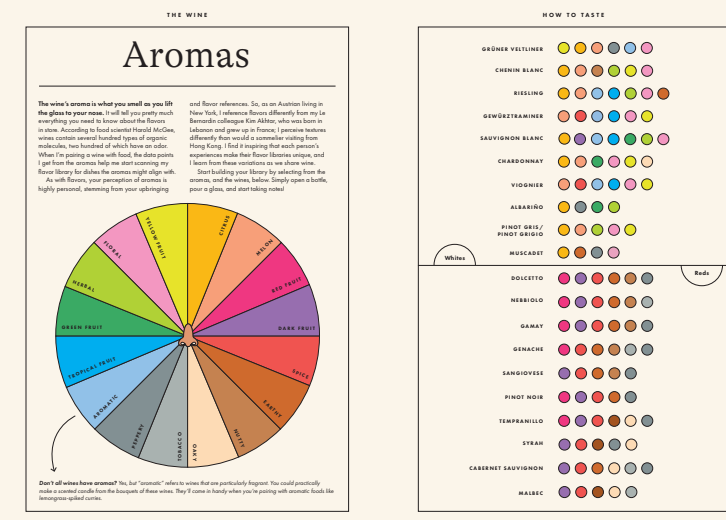 THE WINE
Aromas
The wine's aroma is what you smell as you lift
the glass to your nose. It will tell you pretty much
everything you need to know about the flavors
in store. According to food scientist Harold McGee,
wines contain several hundred types of organic
molecules, two hundred of which have an odor.
When I'm pairing a wine with food, the data points
I get from the aromas help me start scanning my
flavor library for dishes the aromas might align with.
As with flavors, your perception of aromas is
highly personal, stemming from your upbringing
and flavor references. So, as an Austrian living in
New York, I reference flavors differently from my Le
Bernardin colleague Kim Akhtar, who was born in
Lebanon and grew up in France; I perceive textures
differently than would a sommelier visiting from
Hong Kong. I find it inspiring that each person's
experiences make their flavor libraries unique, and
I learn from these variations as we share wine.
Start building your library by selecting from the
aromas, and the wines, below. Simply open a bottle,
pour a glass, and start taking notes!
CITRUS
MELON
RED FRUIT
DARK FRUIT
SPICE
EARTHY
NUTTY
OAKY
TOBACCO
PEPPERY
AROMATIC
TROPICAL FRUIT
GREEN FRUIT
HERBAL
FLORAL
YELLOW FRUIT
Don't all wines have aromas? Yes, but "aromatic" refers to wines that are particularly fragrant. You could practically
make a scented candle from the bouquets of these wines. They'll come in handy when you're pairing with aromatic foods like
lemongrass-spiked curries.
HOW TO TASTE
GRÜNER VELTLINER
CHENIN BLANC
RIESLING
GEWÜRZTRAMINER
SAUVIGNON BLANC
CHARDONNAY
VIOGNIER
ALBARIÑO
PINOT GRIS/
PINOT GRIGIO
MUSCADET
Whites
Reds
DOLCETTO
NEBBIOLO
GAMAY
GENACHE
SANGIOVESE
PINOT NOIR
TEMPRANILLO
SYRAH
CABERNET SAUVIGNON
MALBEC